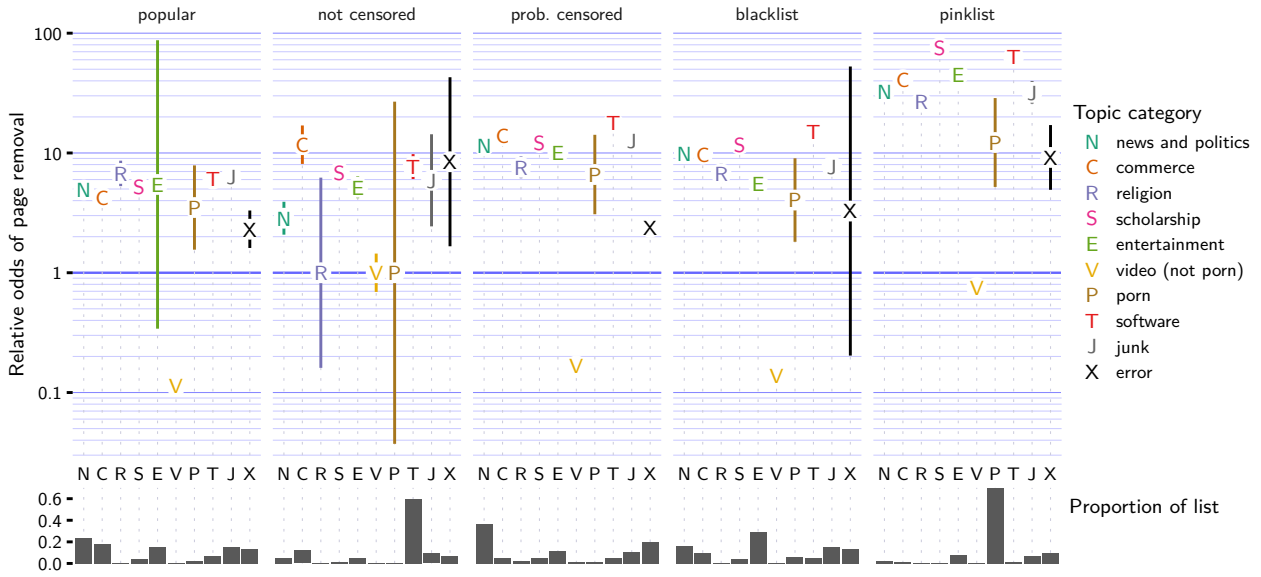 popular not censored prob. censored blacklist pinklist
Relative odds of page removal
100
10
1
0.1
N C R S E V P T J X
N C R S E V P T J X
N C R S E V P T J X
N C R S E V P T J X
N C R S E V P T J X
N C R S E V P T J X
N C R S E V P T J X
N C R S E V P T J X
N C R S E V P T J X
N C R S E V P T J X
Topic category
N news and politics
C commerce
R religion
S scholarship
E entertainment
V video (not porn)
P porn
T software
J junk
X error
0.6
0.4
0.2
0.0
Proportion of list